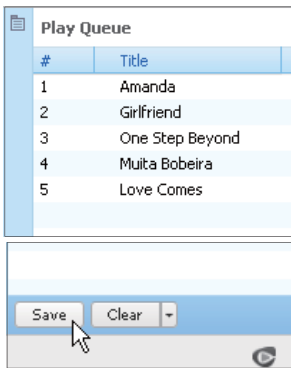 Play Queue
# Title
1 Amanda
2 Girlfriend
3 One Step Beyond
4 Muita Bobeira
5 Love Comes
Save Clear